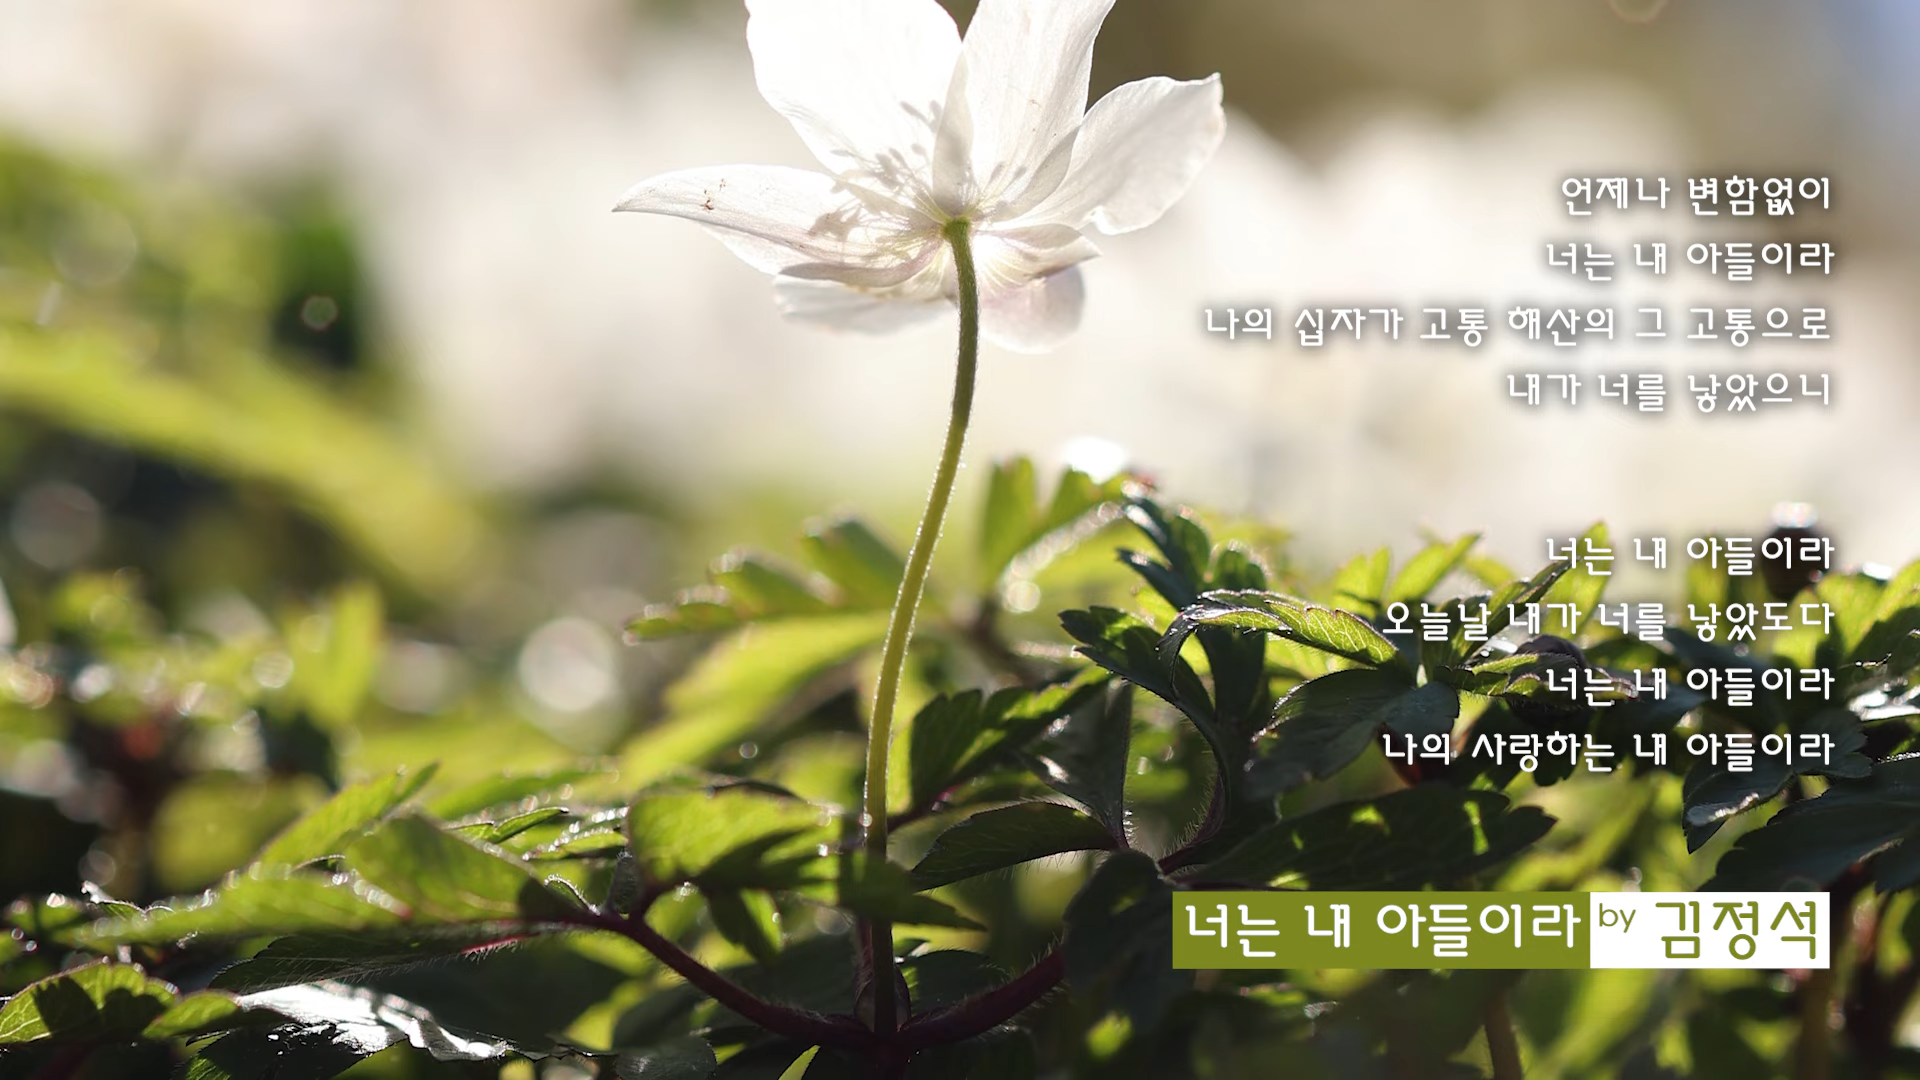 언제나 변함없이
너는 내 아들이라
나의 십자가 고통 해산의 그 고통으로
내가 너를 낳았으니
너는 내 아들이라
오늘날 내가 너를 낳았도다
너는 내 아들이라
나의 사랑하는 내 아들이라
너는 내 아들이라 by 김정석